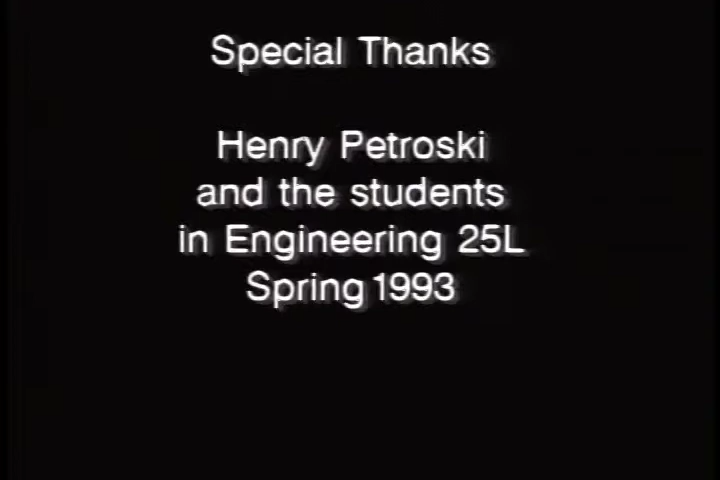 Special Thanks
Henry Petroski
and the students
in Engineering 25L
Spring 1993